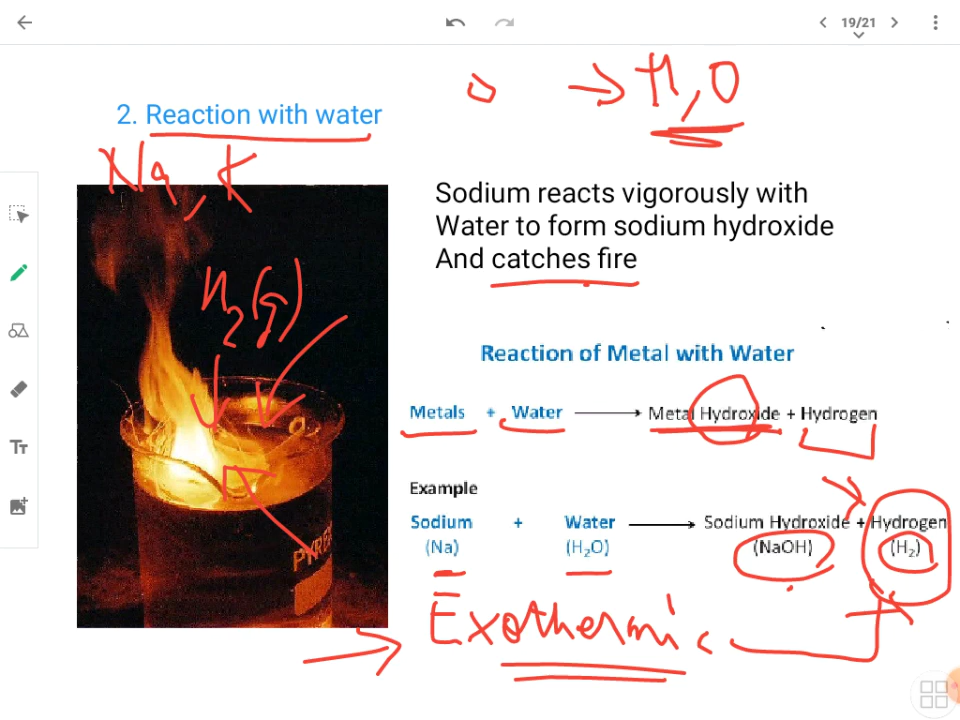 19/21
→ H2O
2. Reaction with water
Na, K
Sodium reacts vigorously with
Water to form sodium hydroxide
And catches fire
H2(g)
Reaction of Metal with Water
Metals + Water → Metal Hydroxide + Hydrogen
Example
Sodium + Water → Sodium Hydroxide + Hydrogen
(Na) (H₂O) (NaOH) (H₂)
PYREX
Exothermic
Tт